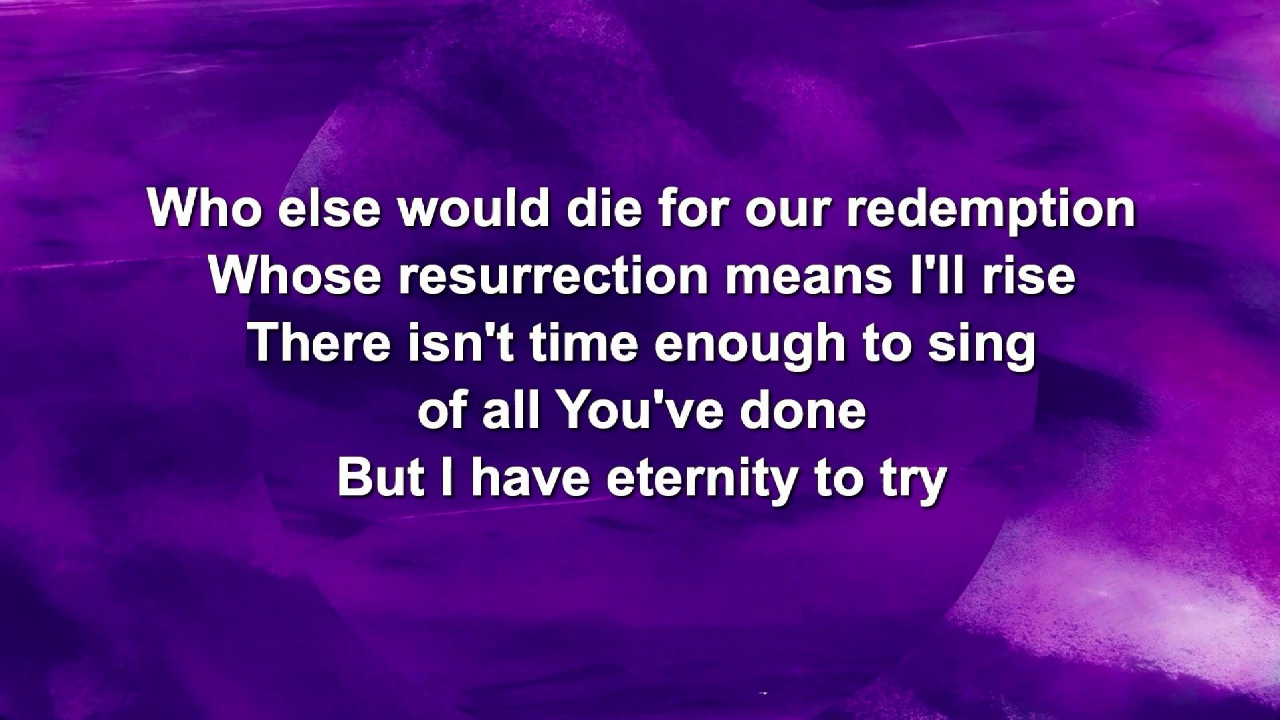 Who else would die for our redemption
Whose resurrection means I'll rise
There isn't time enough to sing
of all You've done
But I have eternity to try